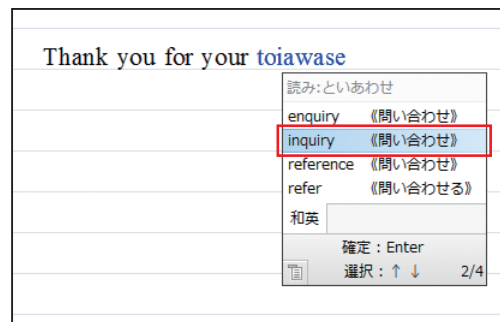 Thank you for your toiawase
読み:といあわせ
enquiry 《問い合わせ》
inquiry 《問い合わせ》
reference 《問い合わせ》
refer 《問い合わせる》
和英
確定：Enter
選択：↑ ↓ 2/4